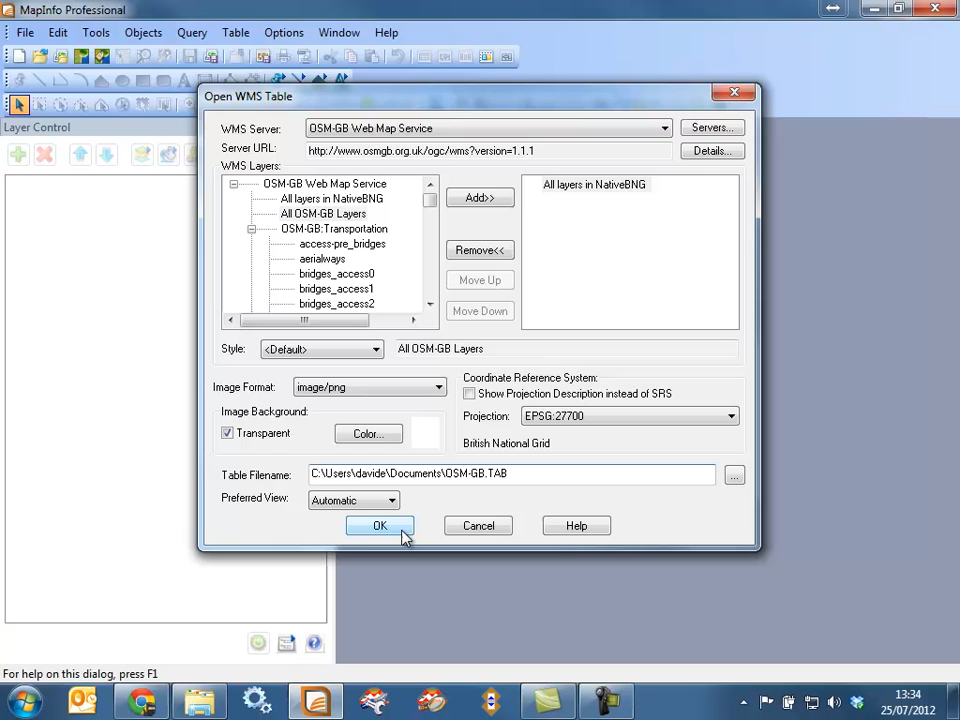 MapInfo Professional
File Edit Tools Objects Query Table Options Window Help
Layer Control
Open WMS Table
WMS Server: OSM-GB Web Map Service Servers...
Server URL: http://www.osmgb.org.uk/ogc/wms?version=1.1.1 Details...
WMS Layers:
OSM-GB Web Map Service
All layers in NativeBNG
All OSM-GB Layers
OSM-GB:Transportation
access-pre_bridges
aerialways
bridges_access0
bridges_access1
bridges_access2
Add>>
Remove<<
Move Up
Move Down
All layers in NativeBNG
Style: <Default> All OSM-GB Layers
Image Format: image/png
Image Background:
Transparent Color...
Coordinate Reference System:
Show Projection Description instead of SRS
Projection: EPSG:27700
British National Grid
Table Filename: C:\Users\davide\Documents\OSM-GB.TAB ...
Preferred View: Automatic
OK Cancel Help
For help on this dialog, press F1
13:34
25/07/2012